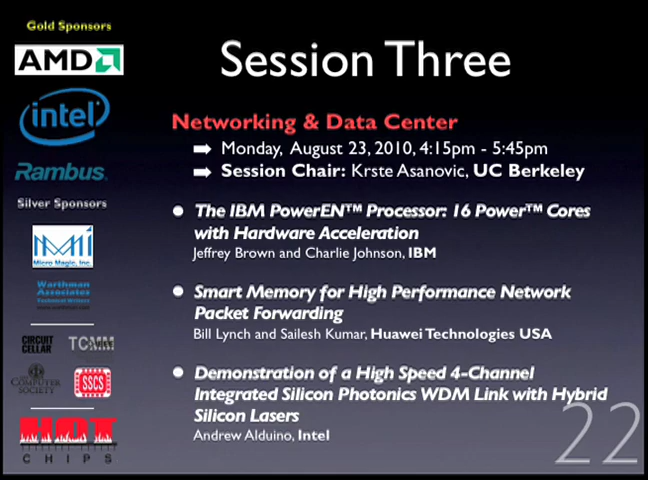 Gold Sponsors
AMD
intel
Rambus
Silver Sponsors
Micro Magic, Inc.
Warthman
Associates
Technical Writers
CIRCUIT
CELLAR
TCMM
COMPUTER
SOCIETY
SSCS
HOT
CHIPS
Session Three
Networking & Data Center
Monday, August 23, 2010, 4:15pm - 5:45pm
Session Chair: Krste Asanovic, UC Berkeley
The IBM PowerEN™ Processor: 16 Power™ Cores
with Hardware Acceleration
Jeffrey Brown and Charlie Johnson, IBM
Smart Memory for High Performance Network
Packet Forwarding
Bill Lynch and Sailesh Kumar, Huawei Technologies USA
Demonstration of a High Speed 4-Channel
Integrated Silicon Photonics WDM Link with Hybrid
Silicon Lasers
Andrew Alduino, Intel
22